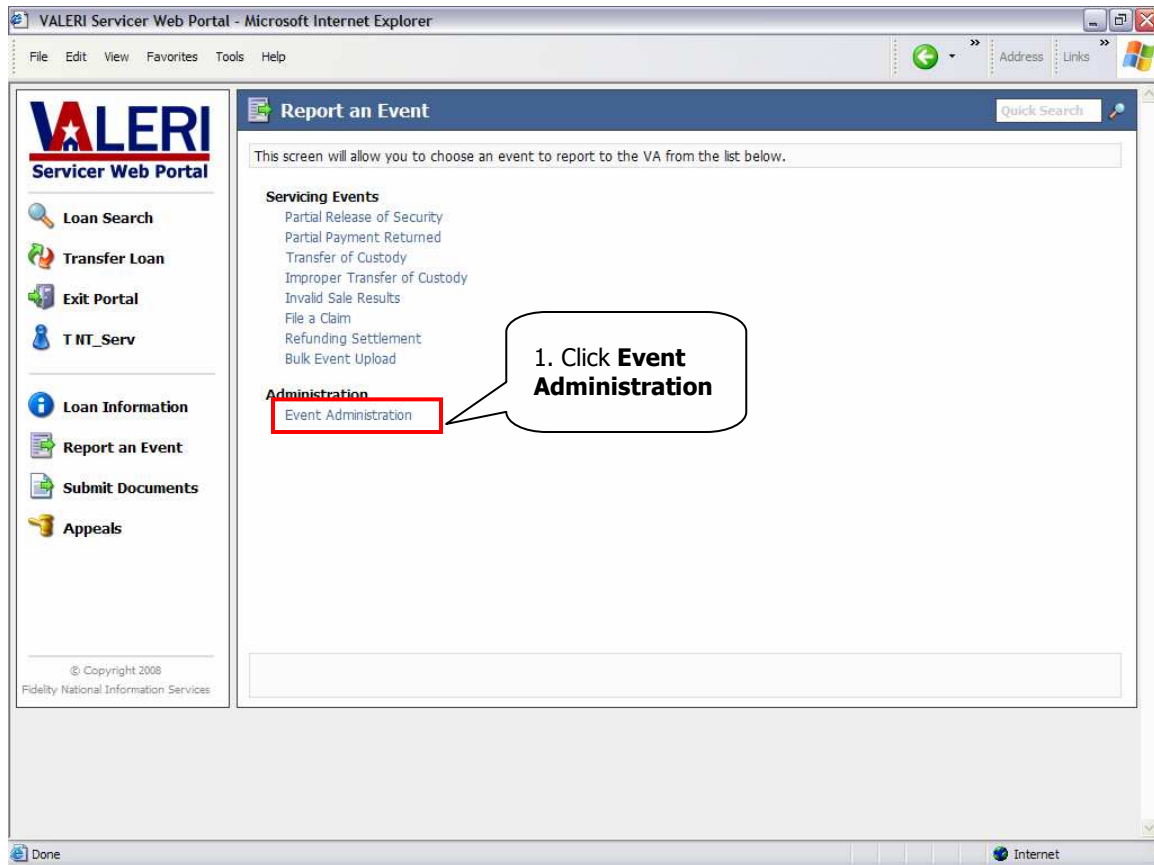 VALERI Servicer Web Portal - Microsoft Internet Explorer
File Edit View Favorites Tools Help
» Address Links »
VALERI
Servicer Web Portal
Loan Search
Transfer Loan
Exit Portal
T NT_Serv
Loan Information
Report an Event
Submit Documents
Appeals
© Copyright 2008
Fidelity National Information Services
Report an Event
Quick Search
This screen will allow you to choose an event to report to the VA from the list below.
Servicing Events
Partial Release of Security
Partial Payment Returned
Transfer of Custody
Improper Transfer of Custody
Invalid Sale Results
File a Claim
Refunding Settlement
Bulk Event Upload
Administration
Event Administration
1. Click Event
Administration
Done
Internet